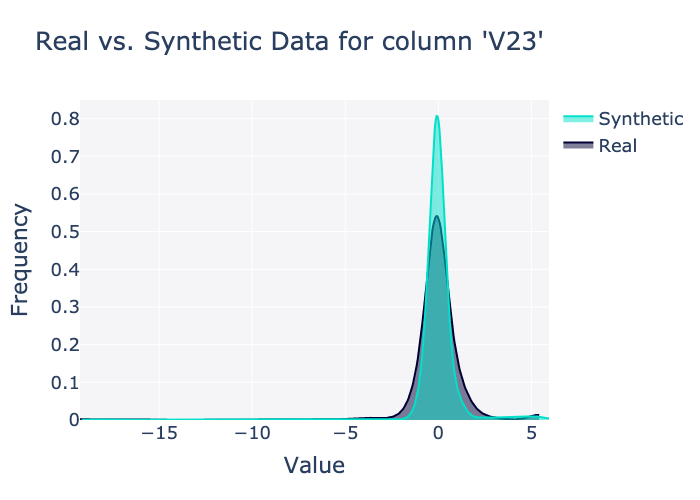 Real vs. Synthetic Data for column 'V23'
Synthetic
Real
Frequency
0.8
0.7
0.6
0.5
0.4
0.3
0.2
0.1
0
−15
−10
−5
0
5
Value